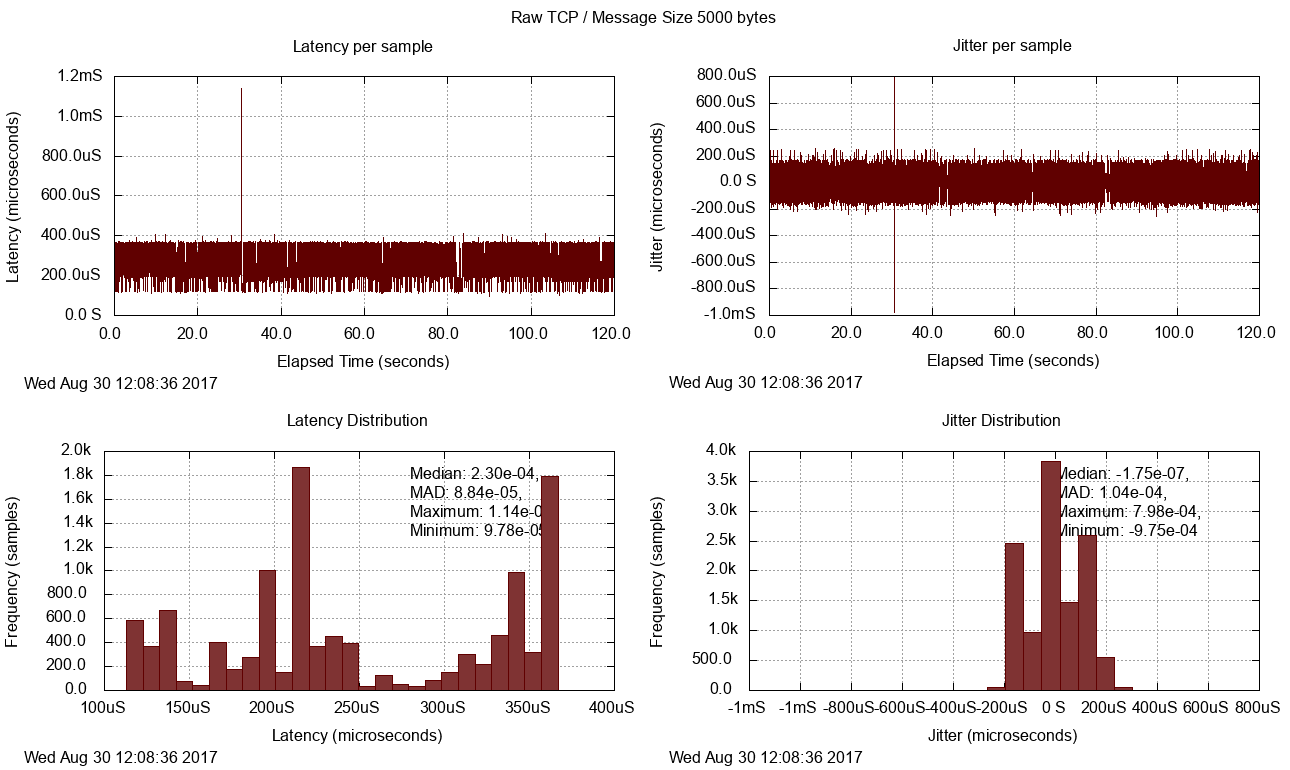 Raw TCP / Message Size 5000 bytes
Latency per sample
Latency (microseconds)
1.2mS
1.0mS
800.0uS
600.0uS
400.0uS
200.0uS
0.0 S
0.0 20.0 40.0 60.0 80.0 100.0 120.0
Elapsed Time (seconds)
Wed Aug 30 12:08:36 2017
Jitter per sample
Jitter (microseconds)
800.0uS
600.0uS
400.0uS
200.0uS
0.0 S
-200.0uS
-400.0uS
-600.0uS
-800.0uS
-1.0mS
0.0 20.0 40.0 60.0 80.0 100.0 120.0
Elapsed Time (seconds)
Wed Aug 30 12:08:36 2017
Latency Distribution
Frequency (samples)
2.0k
1.8k
1.6k
1.4k
1.2k
1.0k
800.0
600.0
400.0
200.0
0.0
Median: 2.30e-04,
MAD: 8.84e-05,
Maximum: 1.14e-0
Minimum: 9.78e-05
100uS 150uS 200uS 250uS 300uS 350uS 400uS
Latency (microseconds)
Wed Aug 30 12:08:36 2017
Jitter Distribution
Frequency (samples)
4.0k
3.5k
3.0k
2.5k
2.0k
1.5k
1.0k
500.0
0.0
Median: -1.75e-07,
MAD: 1.04e-04,
Maximum: 7.98e-04,
Minimum: -9.75e-04
-1mS -1mS -800uS -600uS -400uS -200uS 0 S 200uS 400uS 600uS 800uS
Jitter (microseconds)
Wed Aug 30 12:08:36 2017